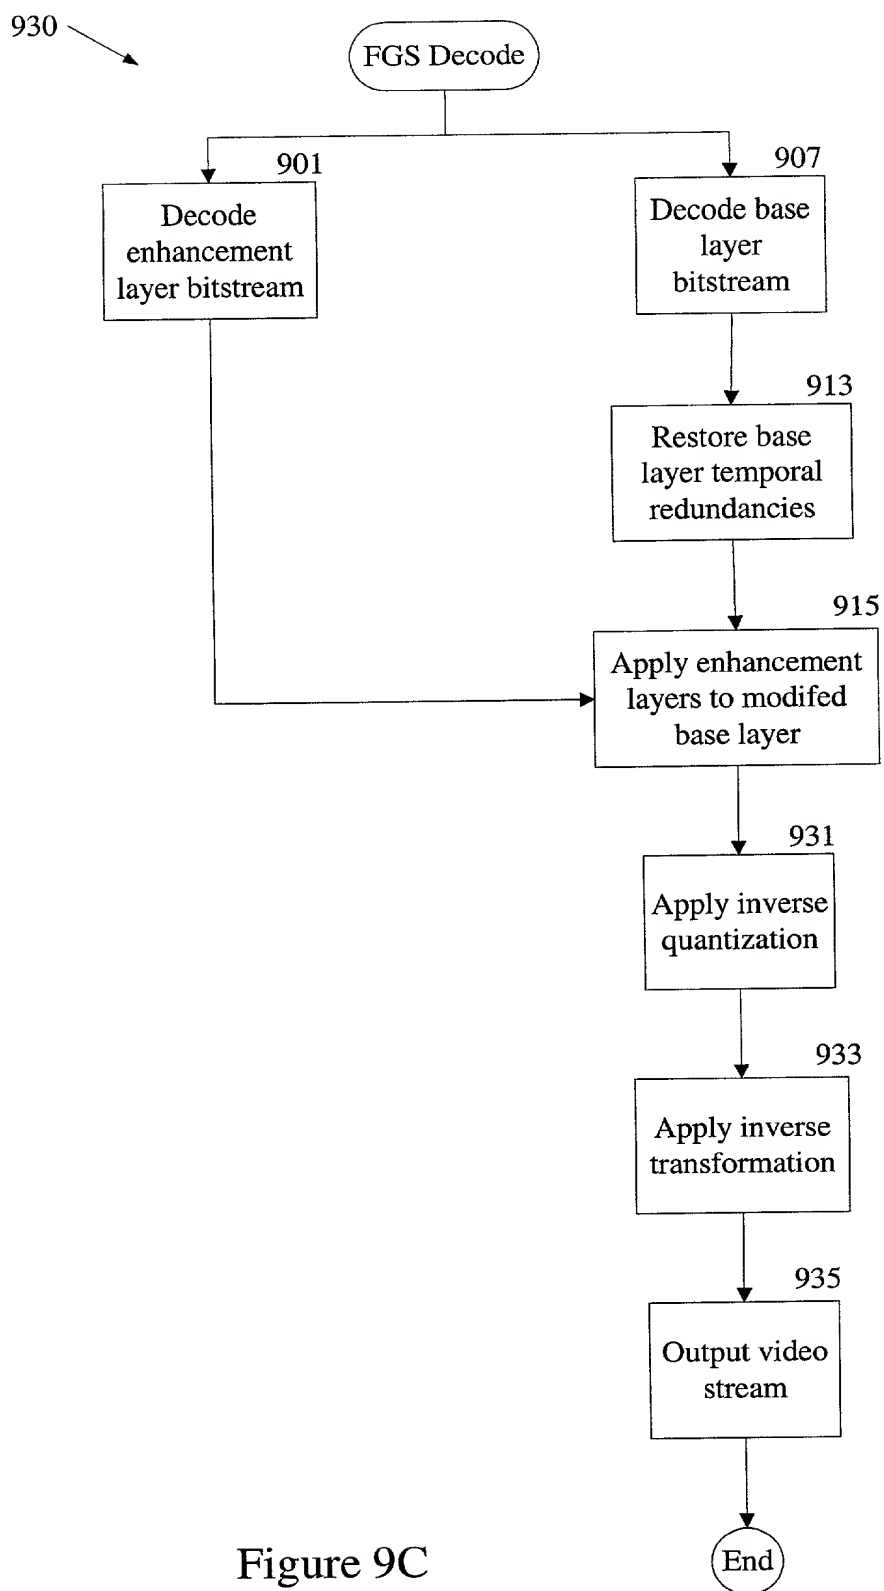 930
FGS Decode
901
Decode
enhancement
layer bitstream
907
Decode base
layer
bitstream
913
Restore base
layer temporal
redundancies
915
Apply enhancement
layers to modifed
base layer
931
Apply inverse
quantization
933
Apply inverse
transformation
935
Output video
stream
End
Figure 9C